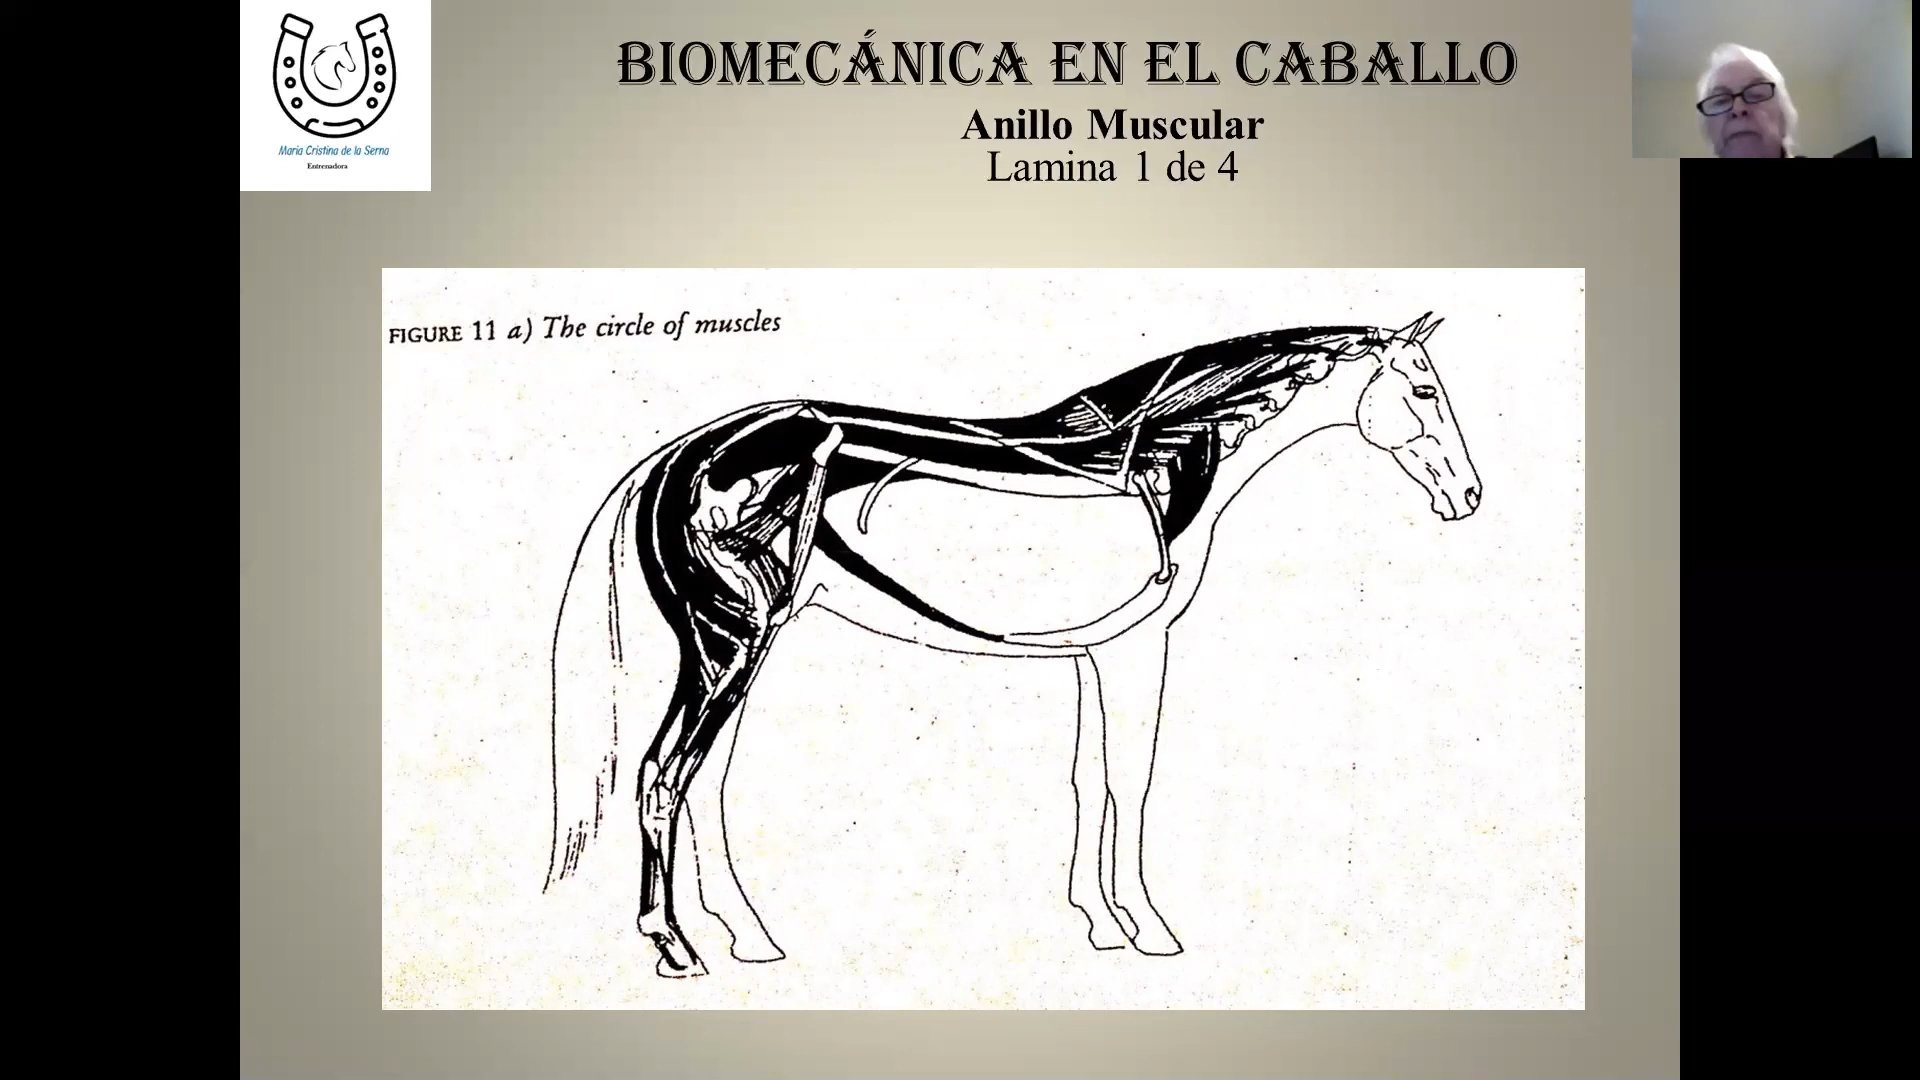 BIOMECÁNICA EN EL CABALLO
Anillo Muscular
Lamina 1 de 4
María Cristina de la Serna
Entrenadora
FIGURE 11 a) The circle of muscles